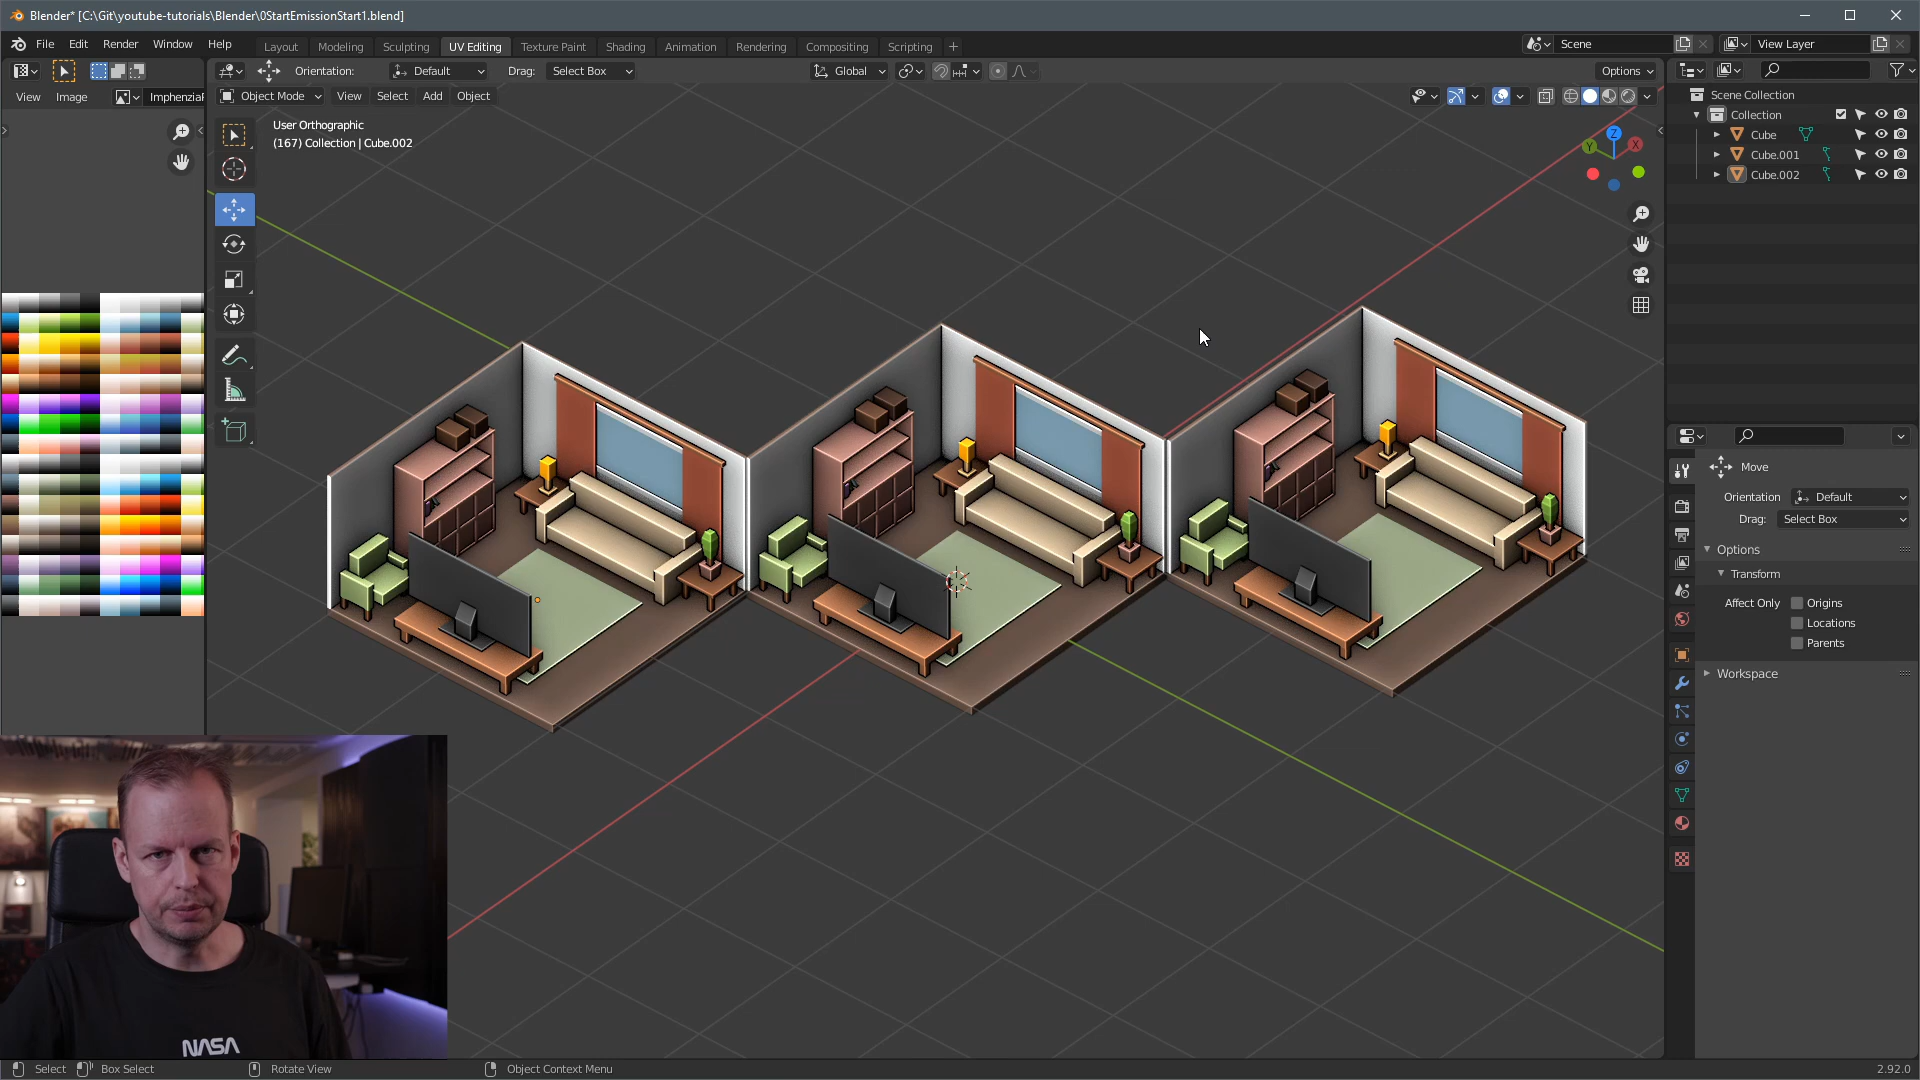 Blender* [C:\Git\youtube-tutorials\Blender\0StartEmissionStart1.blend]
File Edit Render Window Help
Layout Modeling Sculpting UV Editing Texture Paint Shading Animation Rendering Compositing Scripting +
Scene
View Layer
Orientation: Default Drag: Select Box
Global
Options
View Image Imphenzia
Object Mode View Select Add Object
User Orthographic
(167) Collection | Cube.002
Z
Y
X
Scene Collection
Collection
Cube
Cube.001
Cube.002
Move
Orientation Default
Drag: Select Box
Options
Transform
Affect Only Origins
Locations
Parents
Workspace
NASA
Select Box Select Rotate View Object Context Menu 2.92.0